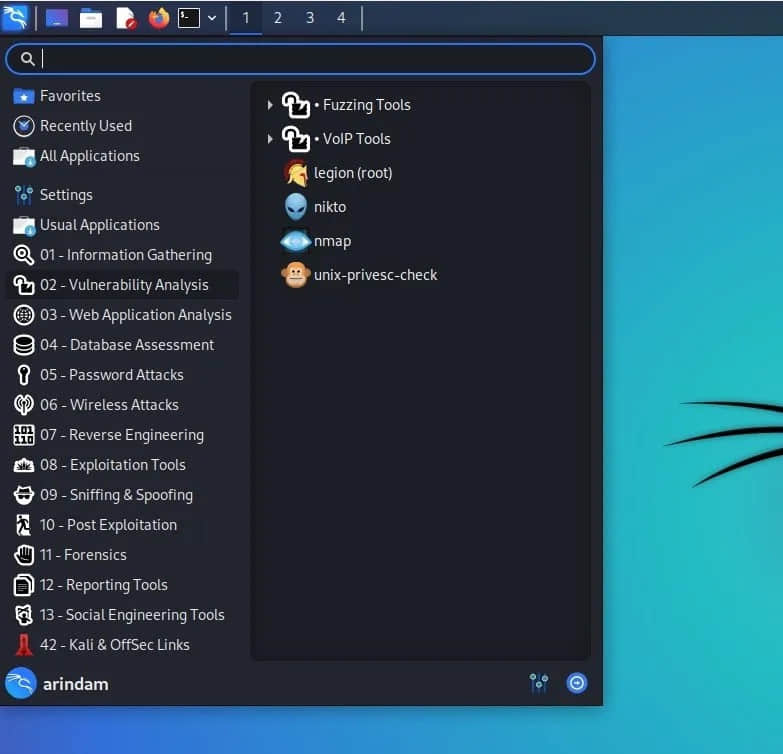 1 2 3 4
Favorites
Recently Used
All Applications
Settings
Usual Applications
01 - Information Gathering
02 - Vulnerability Analysis
03 - Web Application Analysis
04 - Database Assessment
05 - Password Attacks
06 - Wireless Attacks
07 - Reverse Engineering
08 - Exploitation Tools
09 - Sniffing & Spoofing
10 - Post Exploitation
11 - Forensics
12 - Reporting Tools
13 - Social Engineering Tools
42 - Kali & OffSec Links
• Fuzzing Tools
• VoIP Tools
legion (root)
nikto
nmap
unix-privesc-check
arindam